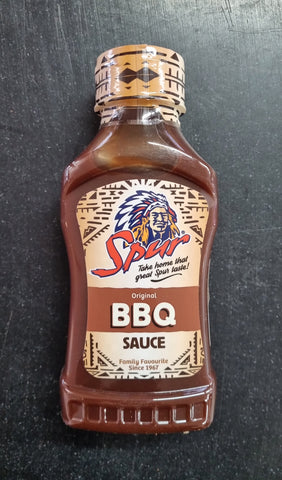 Spur
Take home that
great Spur taste!
Original
BBQ
SAUCE
Family Favourite
Since 1967